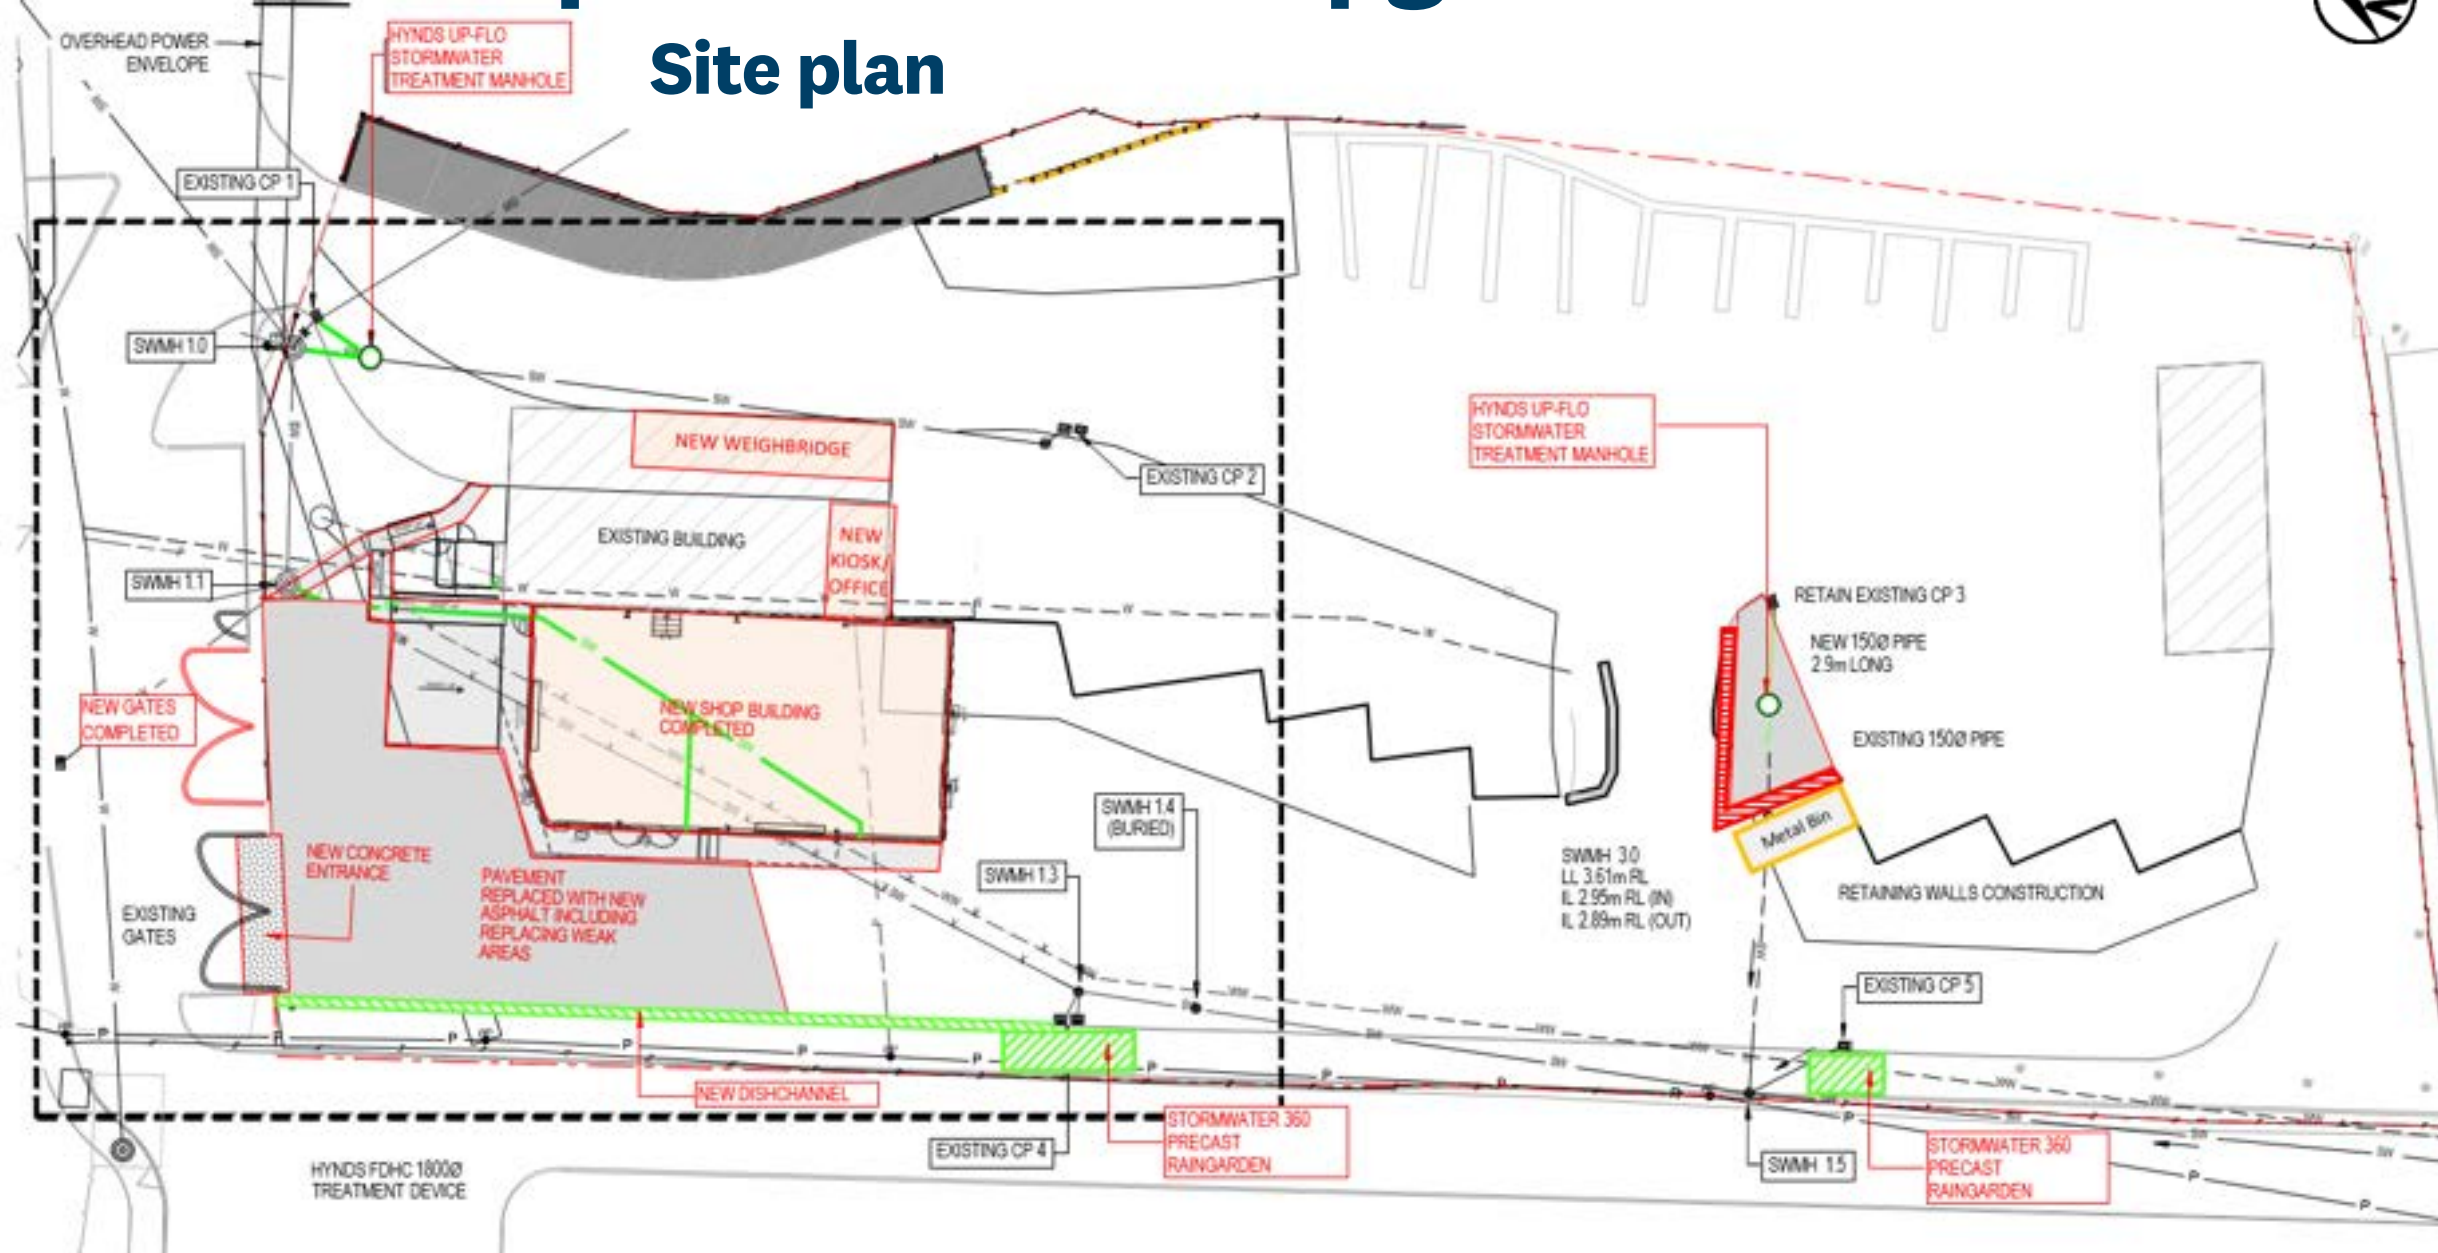 Site plan
OVERHEAD POWER
ENVELOPE
HYNDS UP-FLO
STORMWATER
TREATMENT MANHOLE
EXISTING CP 1
SWMH 1.0
SW
SW
SW
NEW WEIGHBRIDGE
EXISTING CP 2
HYNDS UP-FLO
STORMWATER
TREATMENT MANHOLE
EXISTING BUILDING
NEW
KIOSK/
OFFICE
SWMH 1.1
RETAIN EXISTING CP 3
NEW 150Ø PIPE
2.9m LONG
NEW GATES
COMPLETED
NEW SHOP BUILDING
COMPLETED
EXISTING 150Ø PIPE
SWMH 1.4
(BURIED)
Metal Bin
NEW CONCRETE
ENTRANCE
PAVEMENT
REPLACED WITH NEW
ASPHALT INCLUDING
REPLACING WEAK
AREAS
SWMH 1.3
SWMH 3.0
LL 3.61m RL
IL 2.95m RL (IN)
IL 2.89m RL (OUT)
RETAINING WALLS CONSTRUCTION
EXISTING
GATES
EXISTING CP 5
P
P
P
P
P
P
P
P
NEW DISHCHANNEL
STORMWATER 360
PRECAST
RAINGARDEN
EXISTING CP 4
SWMH 1.5
STORMWATER 360
PRECAST
RAINGARDEN
HYNDS FDHC 1800Ø
TREATMENT DEVICE
P
P